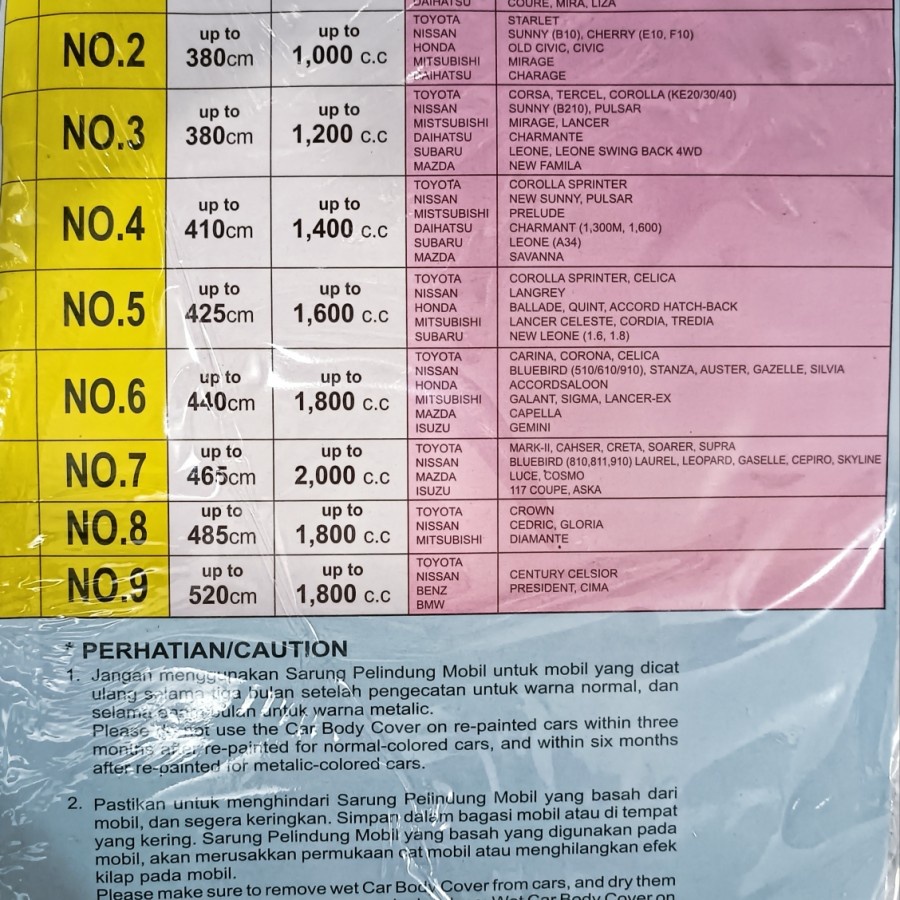 DAIHATSU COURE, MIRA, LIZA
NO.2 up to 380cm up to 1,000 c.c
TOYOTA STARLET
NISSAN SUNNY (B10), CHERRY (E10, F10)
HONDA OLD CIVIC, CIVIC
MITSUBISHI MIRAGE
DAIHATSU CHARAGE
NO.3 up to 380cm up to 1,200 c.c
TOYOTA CORSA, TERCEL, COROLLA (KE20/30/40)
NISSAN SUNNY (B210), PULSAR
MISTSUBISHI MIRAGE, LANCER
DAIHATSU CHARMANTE
SUBARU LEONE, LEONE SWING BACK 4WD
MAZDA NEW FAMILA
NO.4 up to 410cm up to 1,400 c.c
TOYOTA COROLLA SPRINTER
NISSAN NEW SUNNY, PULSAR
MISTSUBISHI PRELUDE
DAIHATSU CHARMANT (1,300M, 1,600)
SUBARU LEONE (A34)
MAZDA SAVANNA
NO.5 up to 425cm up to 1,600 c.c
TOYOTA COROLLA SPRINTER, CELICA
NISSAN LANGREY
HONDA BALLADE, QUINT, ACCORD HATCH-BACK
MITSUBISHI LANCER CELESTE, CORDIA, TREDIA
SUBARU NEW LEONE (1.6, 1.8)
NO.6 up to 440cm up to 1,800 c.c
TOYOTA CARINA, CORONA, CELICA
NISSAN BLUEBIRD (510/610/910), STANZA, AUSTER, GAZELLE, SILVIA
HONDA ACCORDSALOON
MITSUBISHI GALANT, SIGMA, LANCER-EX
MAZDA CAPELLA
ISUZU GEMINI
NO.7 up to 465cm up to 2,000 c.c
TOYOTA MARK-II, CAHSER, CRETA, SOARER, SUPRA
NISSAN BLUEBIRD (810,811,910) LAUREL, LEOPARD, GASELLE, CEPIRO, SKYLINE
MAZDA LUCE, COSMO
ISUZU 117 COUPE, ASKA
NO.8 up to 485cm up to 1,800 c.c
TOYOTA CROWN
NISSAN CEDRIC, GLORIA
MITSUBISHI DIAMANTE
NO.9 up to 520cm up to 1,800 c.c
TOYOTA
NISSAN CENTURY CELSIOR
BENZ PRESIDENT, CIMA
BMW
* PERHATIAN/CAUTION
1. Jangan menggunakan Sarung Pelindung Mobil untuk mobil yang dicat
ulang selama tiga bulan setelah pengecatan untuk warna normal, dan
selama bulan untuk warna metalic.
Please do not use the Car Body Cover on re-painted cars within three
months after re-painted for normal-colored cars, and within six months
after re-painted for metalic-colored cars.
2. Pastikan untuk menghindari Sarung Pelindung Mobil yang basah dari
mobil, dan segera keringkan. Simpan dalam bagasi mobil atau di tempat
yang kering. Sarung Pelindung Mobil yang basah yang digunakan pada
mobil, akan merusakkan permukaan cat mobil atau menghilangkan efek
kilap pada mobil.
Please make sure to remove wet Car Body Cover from cars, and dry them
Wet Car Body Cover on